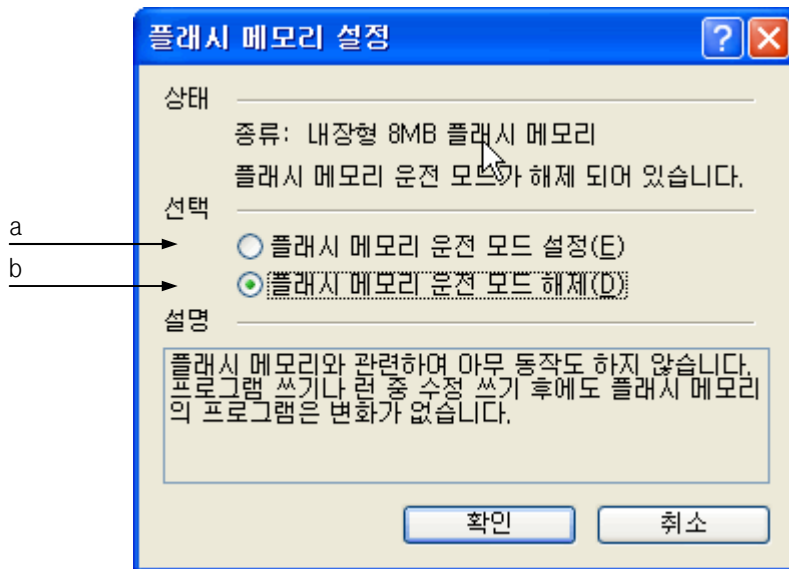 플래시 메모리 설정
상태
종류: 내장형 8MB 플래시 메모리
플래시 메모리 운전 모드가 해제 되어 있습니다.
선택
a
플래시 메모리 운전 모드 설정(E)
b
플래시 메모리 운전 모드 해제(D)
설명
플래시 메모리와 관련하여 아무 동작도 하지 않습니다.
프로그램 쓰기나 런 중 수정 쓰기 후에도 플래시 메모리
의 프로그램은 변화가 없습니다.
확인
취소